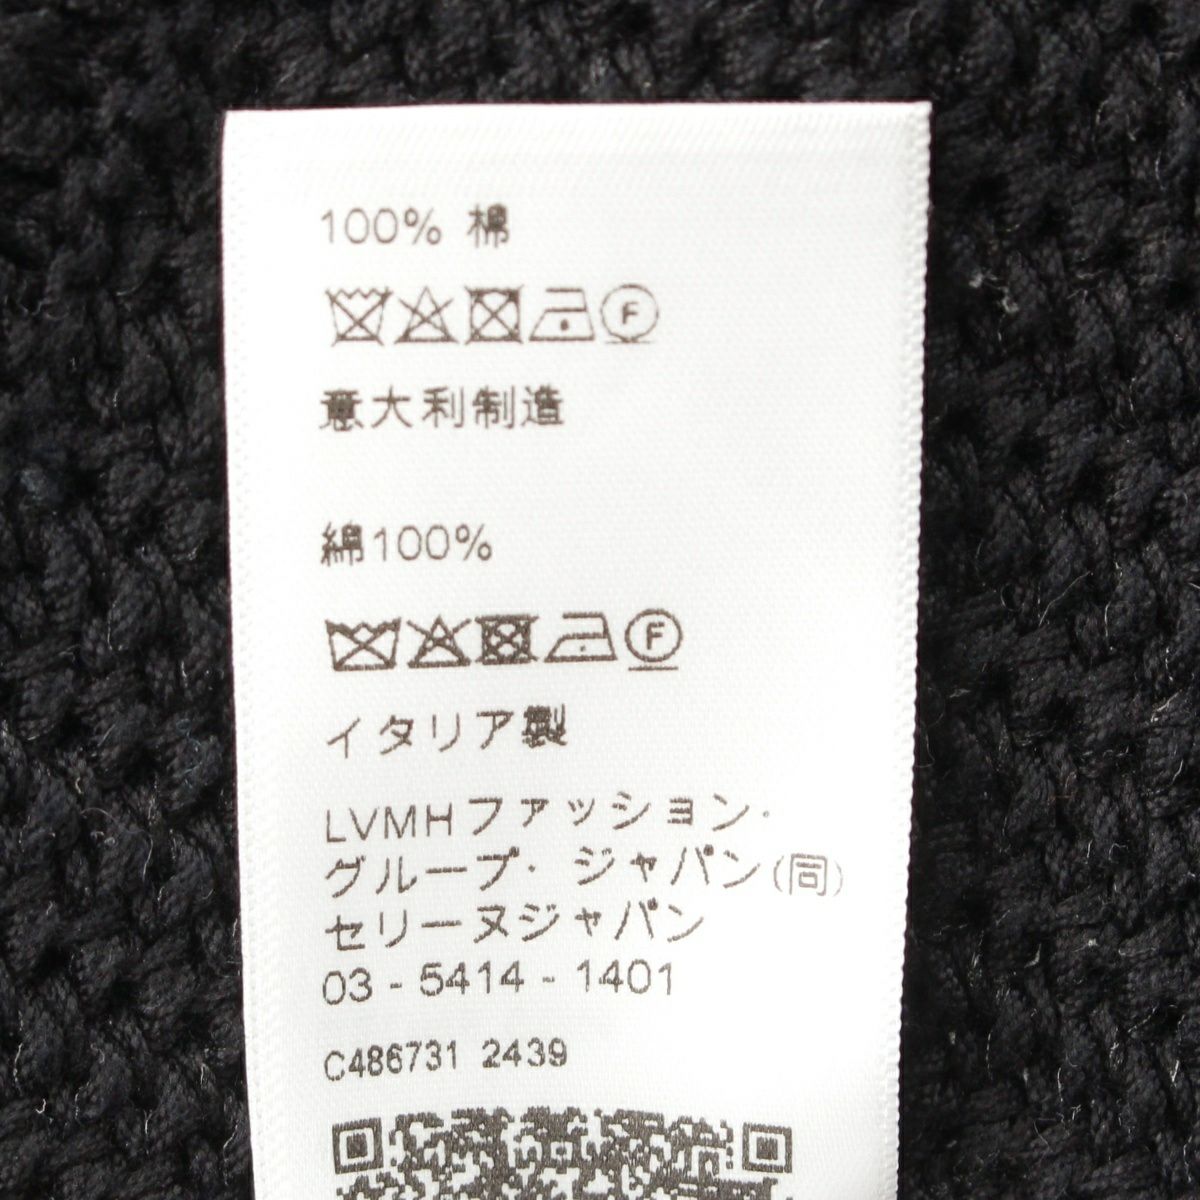 100% 棉
F
意大利制造
綿100%
F
イタリア製
LVMHファッション・
グループ・ジャパン(同)
セリーヌジャパン
03 - 5414 - 1401
C486731 2439